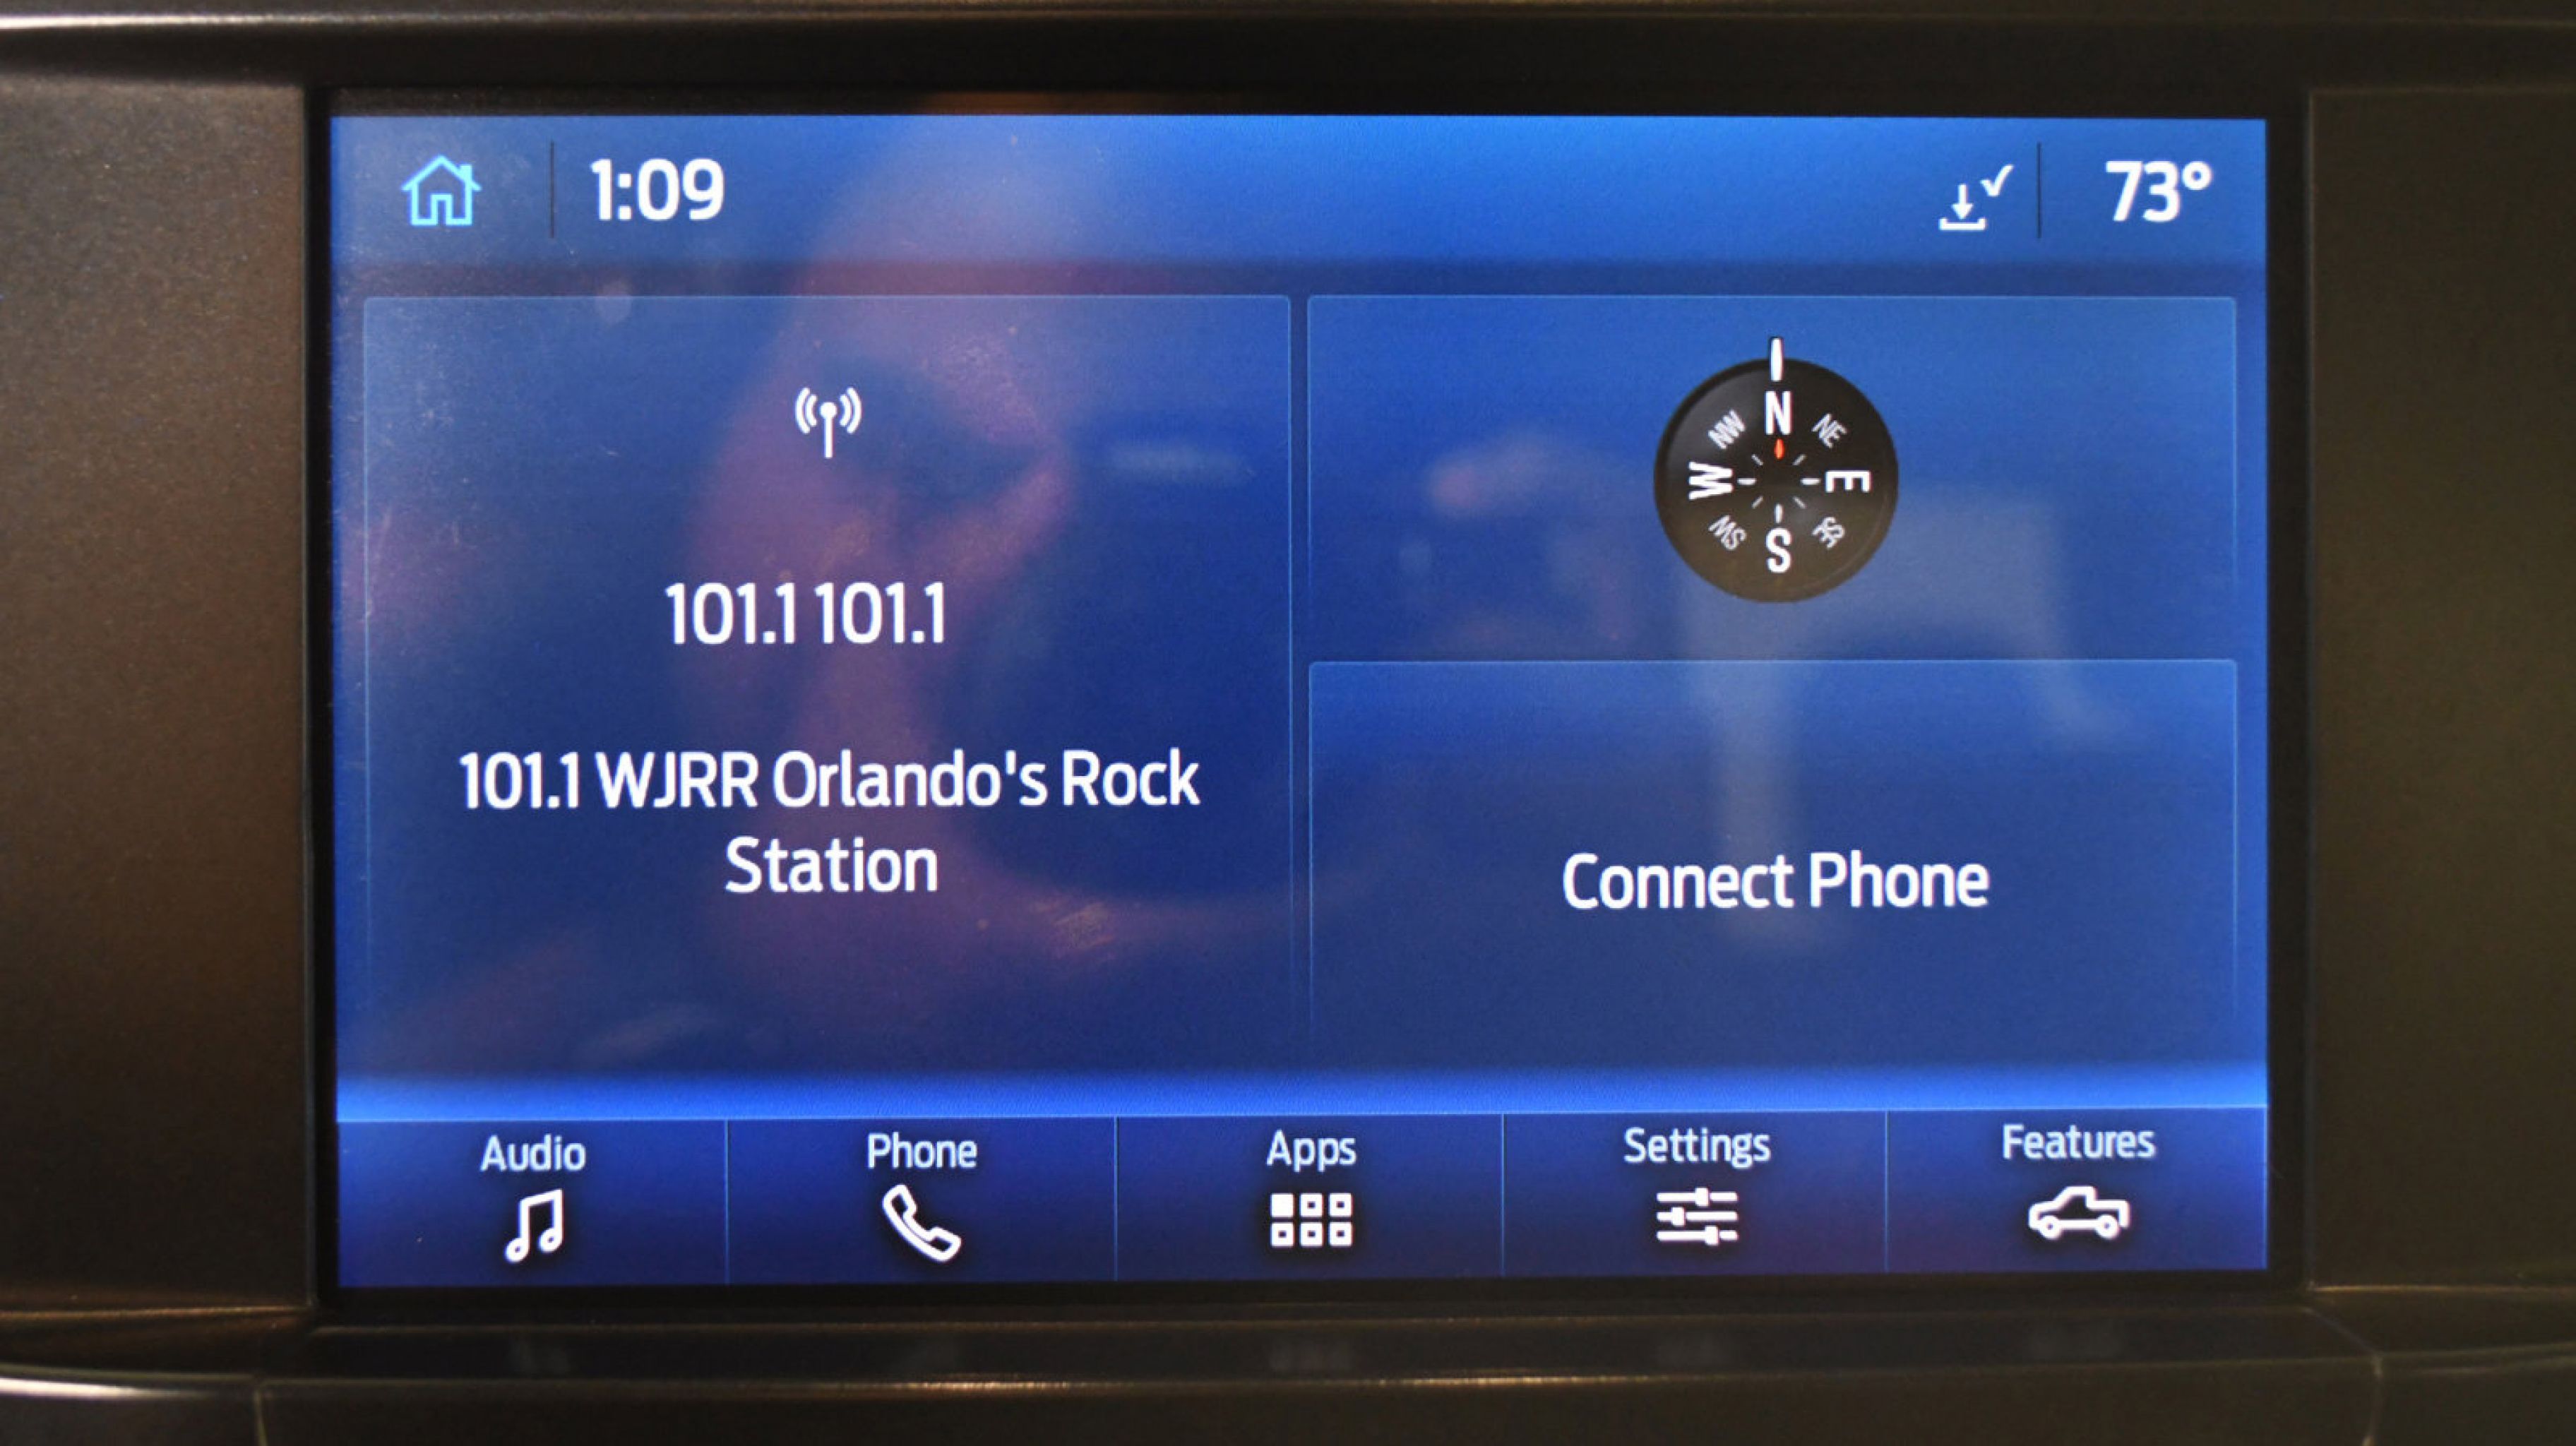 1:09
73°
101.1 101.1
101.1 WJRR Orlando's Rock
Station
N
NW
NE
W
E
SW
SE
S
Connect Phone
Audio
Phone
Apps
Settings
Features